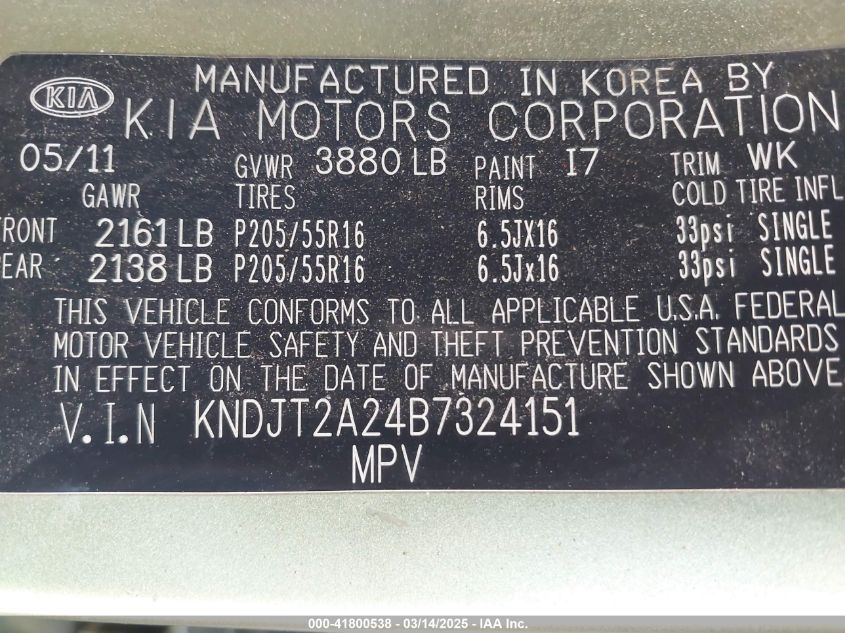 KIA
MANUFACTURED IN KOREA BY
KIA MOTORS CORPORATION
05/11 GVWR 3880 LB PAINT I7 TRIM WK
GAWR TIRES RIMS COLD TIRE INFL
RONT 2161 LB P205/55R16 6.5JX16 33psi SINGLE
EAR 2138 LB P205/55R16 6.5Jx16 33psi SINGLE
THIS VEHICLE CONFORMS TO ALL APPLICABLE U.S.A. FEDERAL
MOTOR VEHICLE SAFETY AND THEFT PREVENTION STANDARDS
IN EFFECT ON THE DATE OF MANUFACTURE SHOWN ABOVE
V.I.N KNDJT2A24B7324151
MPV
000-41800538 - 03/14/2025 - IAA Inc.